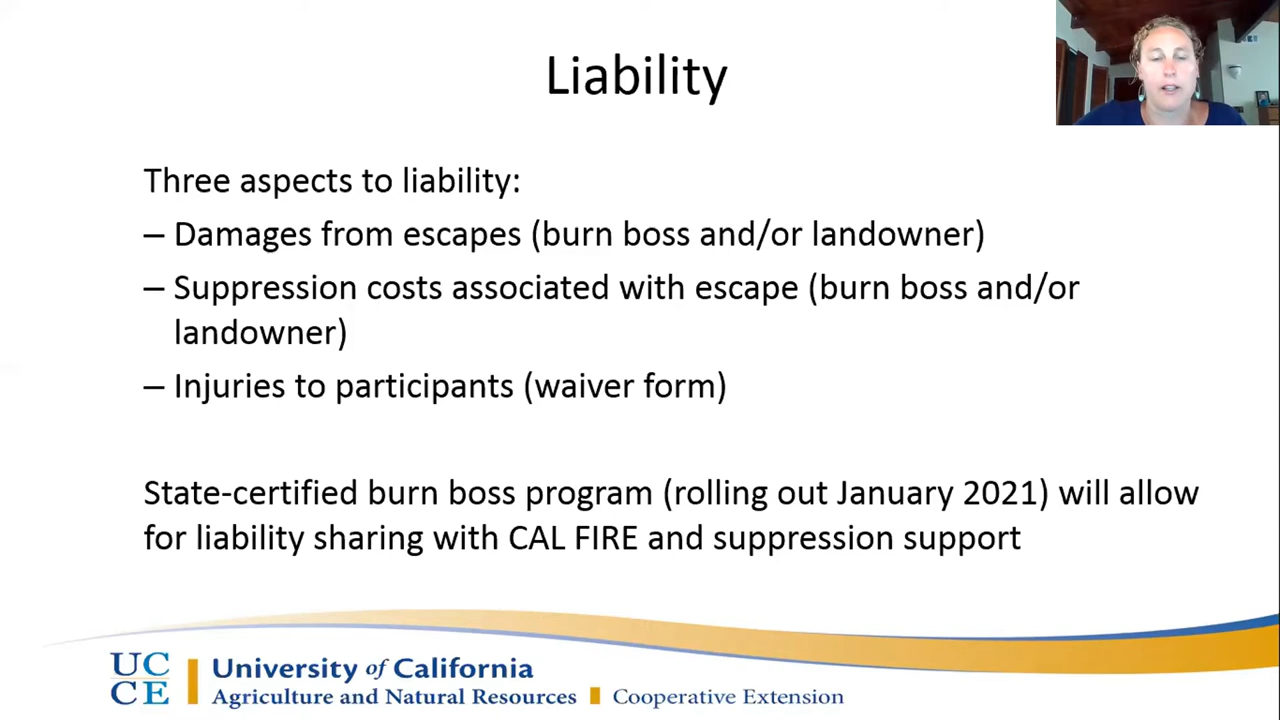 Liability
Three aspects to liability:
– Damages from escapes (burn boss and/or landowner)
– Suppression costs associated with escape (burn boss and/or
landowner)
– Injuries to participants (waiver form)
State-certified burn boss program (rolling out January 2021) will allow
for liability sharing with CAL FIRE and suppression support
UC
CE
University of California
Agriculture and Natural Resources Cooperative Extension